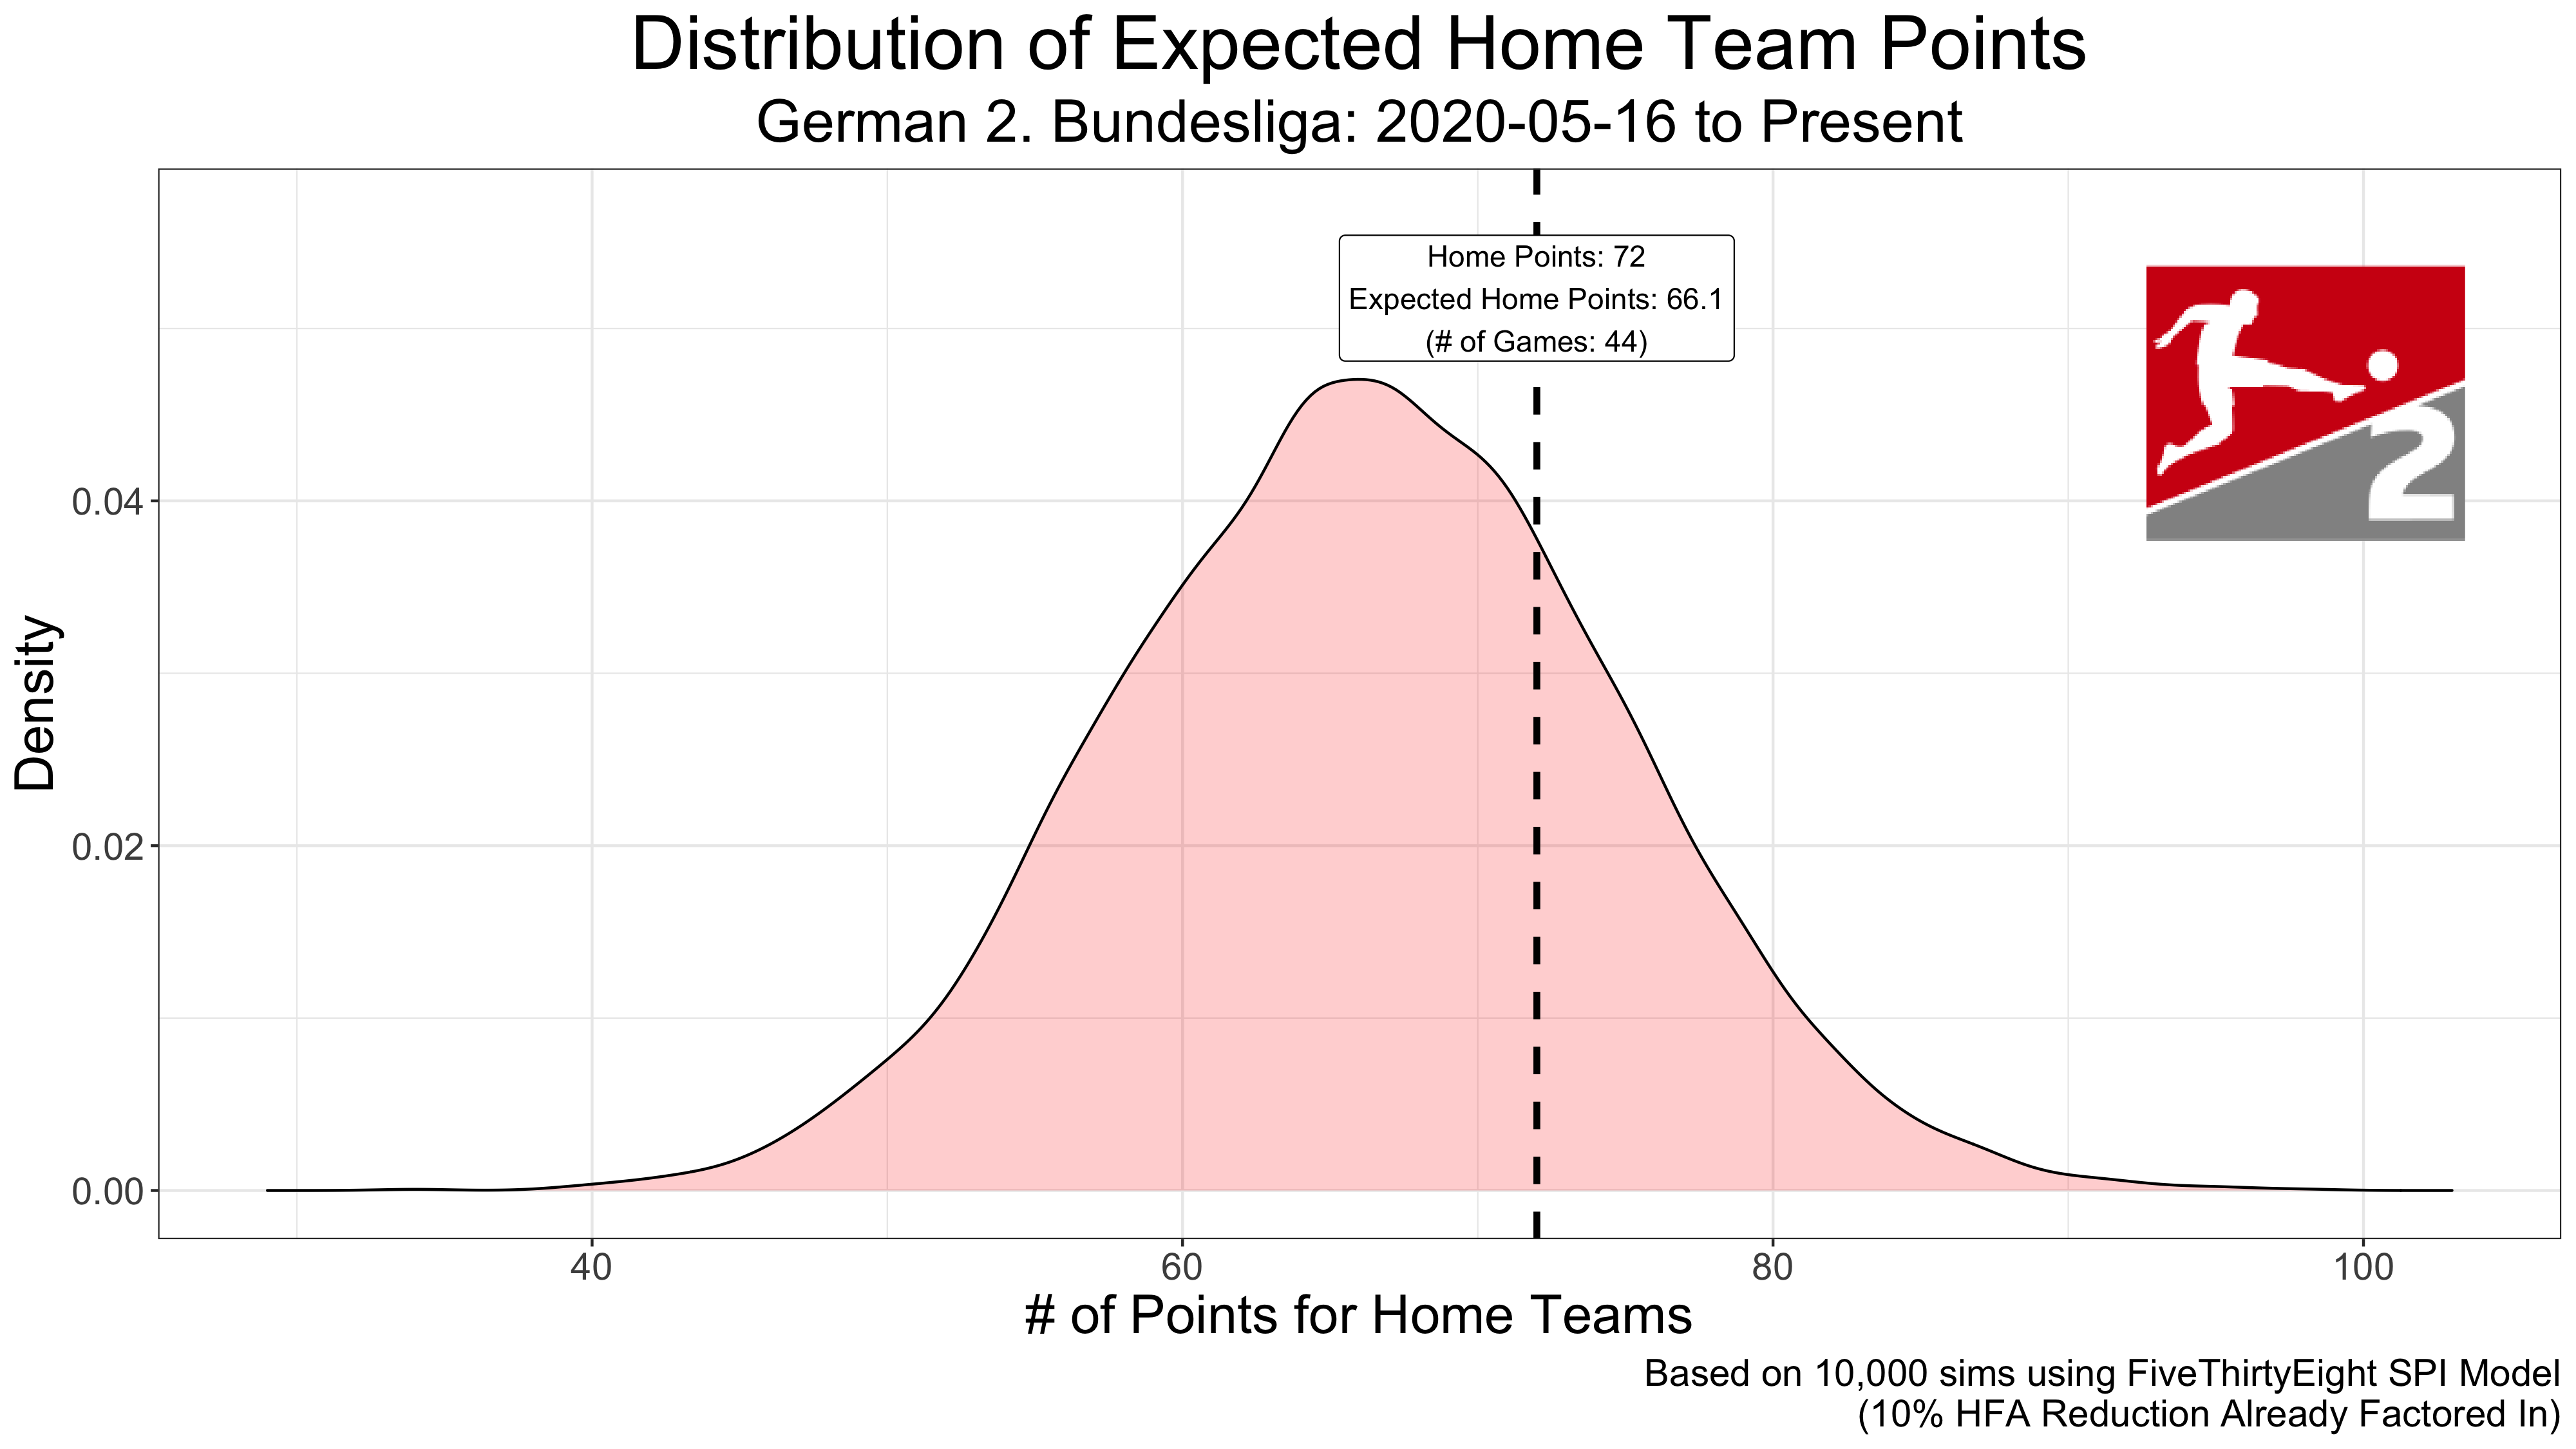 Distribution of Expected Home Team Points
German 2. Bundesliga: 2020-05-16 to Present
Home Points: 72
Expected Home Points: 66.1
(# of Games: 44)
2
Density
0.04
0.02
0.00
40
60
80
100
# of Points for Home Teams
Based on 10,000 sims using FiveThirtyEight SPI Model
(10% HFA Reduction Already Factored In)